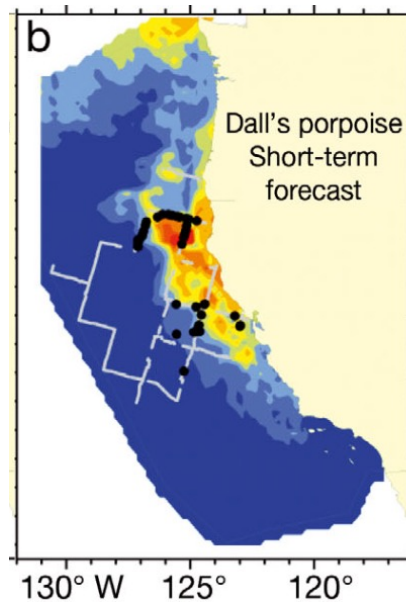 b
Dall's porpoise
Short-term
forecast
130° W 125° 120°